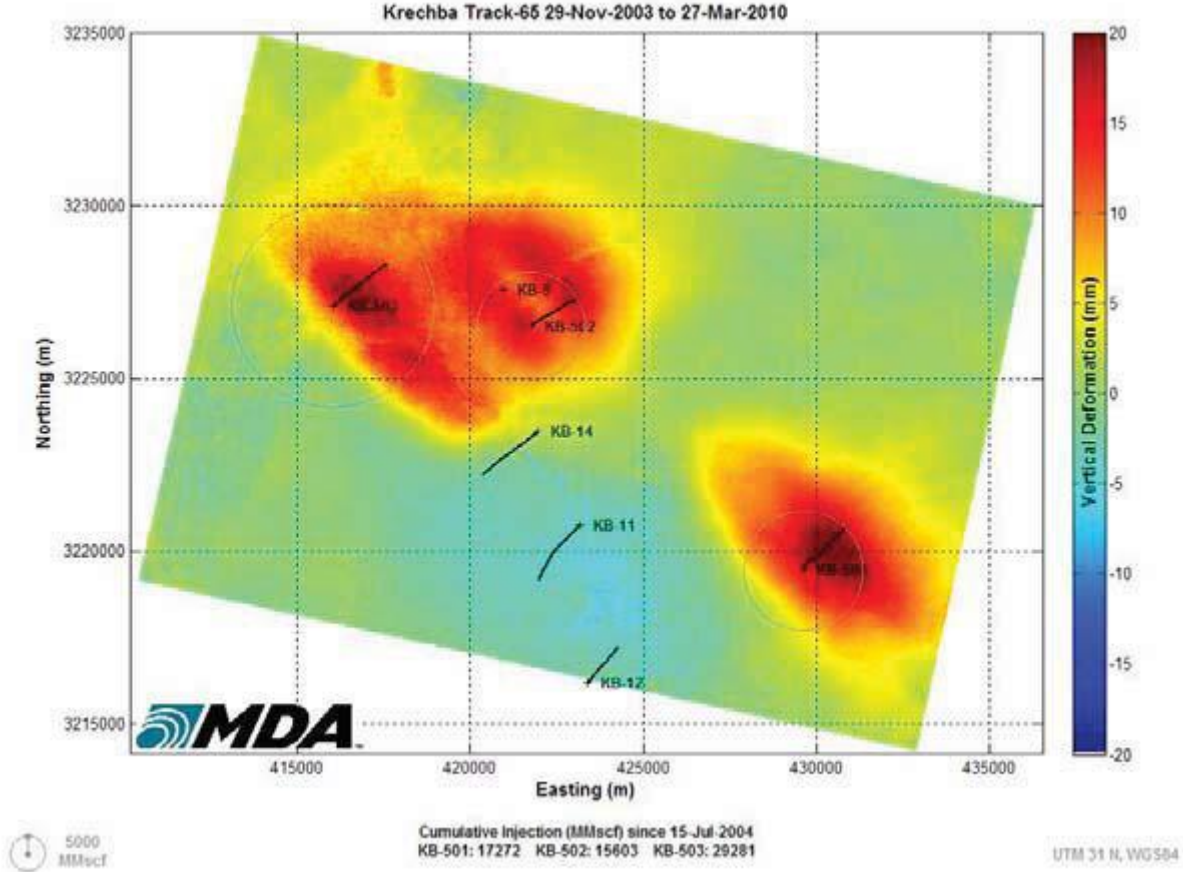 Krechba Track-65 29-Nov-2003 to 27-Mar-2010
3235000
3230000
3225000
3220000
3215000
Northing (m)
KB-5
KB-502
KB-14
KB-11
KB-12
MDA
415000
420000
425000
430000
435000
Easting (m)
20
15
10
5
0
-5
-10
-15
-20
Vertical Deformation (mm)
5000
MMscf
Cumulative Injection (MMscf) since 15-Jul-2004
KB-501: 17272 KB-502: 15603 KB-503: 29281
UTM 31 N, WGS84